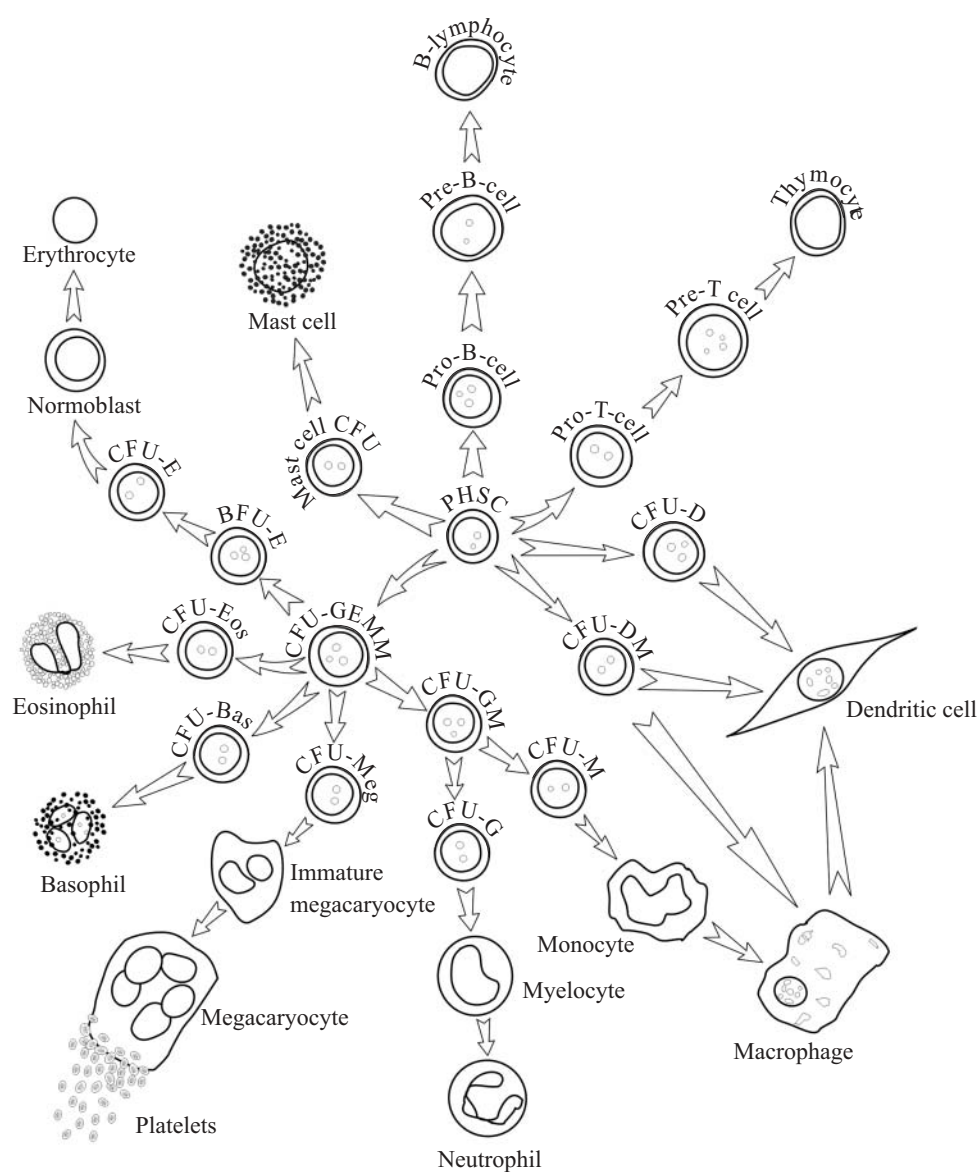 B-lymphocyte
Pre-B-cell
Thymocyte
Erythrocyte
Mast cell
Pre-T cell
Pro-B-cell
Normoblast
Pro-T-cell
Mast cell CFU
CFU-E
PHSC
CFU-D
BFU-E
CFU-Eos
CFU-GEMM
CFU-DM
Eosinophil
CFU-GM
Dendritic cell
CFU-Bas
CFU-Meg
CFU-M
CFU-G
Basophil
Immature
megacaryocyte
Monocyte
Myelocyte
Megacaryocyte
Macrophage
Platelets
Neutrophil